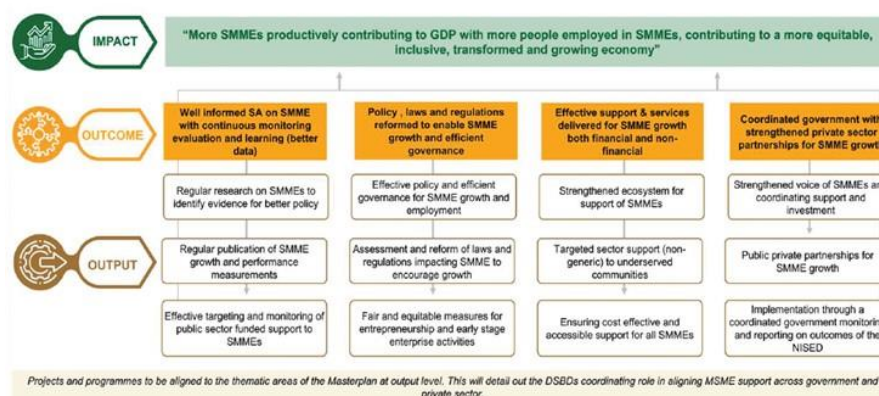 IMPACT
“More SMMEs productively contributing to GDP with more people employed in SMMEs, contributing to a more equitable,
inclusive, transformed and growing economy”
OUTCOME
Well informed SA on SMME
with continuous monitoring
evaluation and learning (better
data)
Policy , laws and regulations
reformed to enable SMME
growth and efficient
governance
Effective support & services
delivered for SMME growth
both financial and non-
financial
Coordinated government with
strengthened private sector
partnerships for SMME growth
OUTPUT
Regular research on SMMEs to
identify evidence for better policy
Effective policy and efficient
governance for SMME growth and
employment
Strengthened ecosystem for
support of SMMEs
Strengthened voice of SMEs
coordinating support and
investment
Regular publication of SMME
growth and performance
measurements
Assessment and reform of laws and
regulations impacting SMME to
encourage growth
Targeted sector support (non-
generic) to underserved
communities
Public private partnerships for
SMME growth
Effective targeting and monitoring of
public sector funded support to
SMMEs
Fair and equitable measures for
entrepreneurship and early stage
enterprise activities
Ensuring cost effective and
accessible support for all SMMEs
Implementation through a
coordinated government
and reporting on outcomes of the
NISED
Projects and programmes to be aligned to the thematic areas of the Masterplan at output level. This will detail out the DSBDs coordinating role in aligning MSME support across government and
private sector